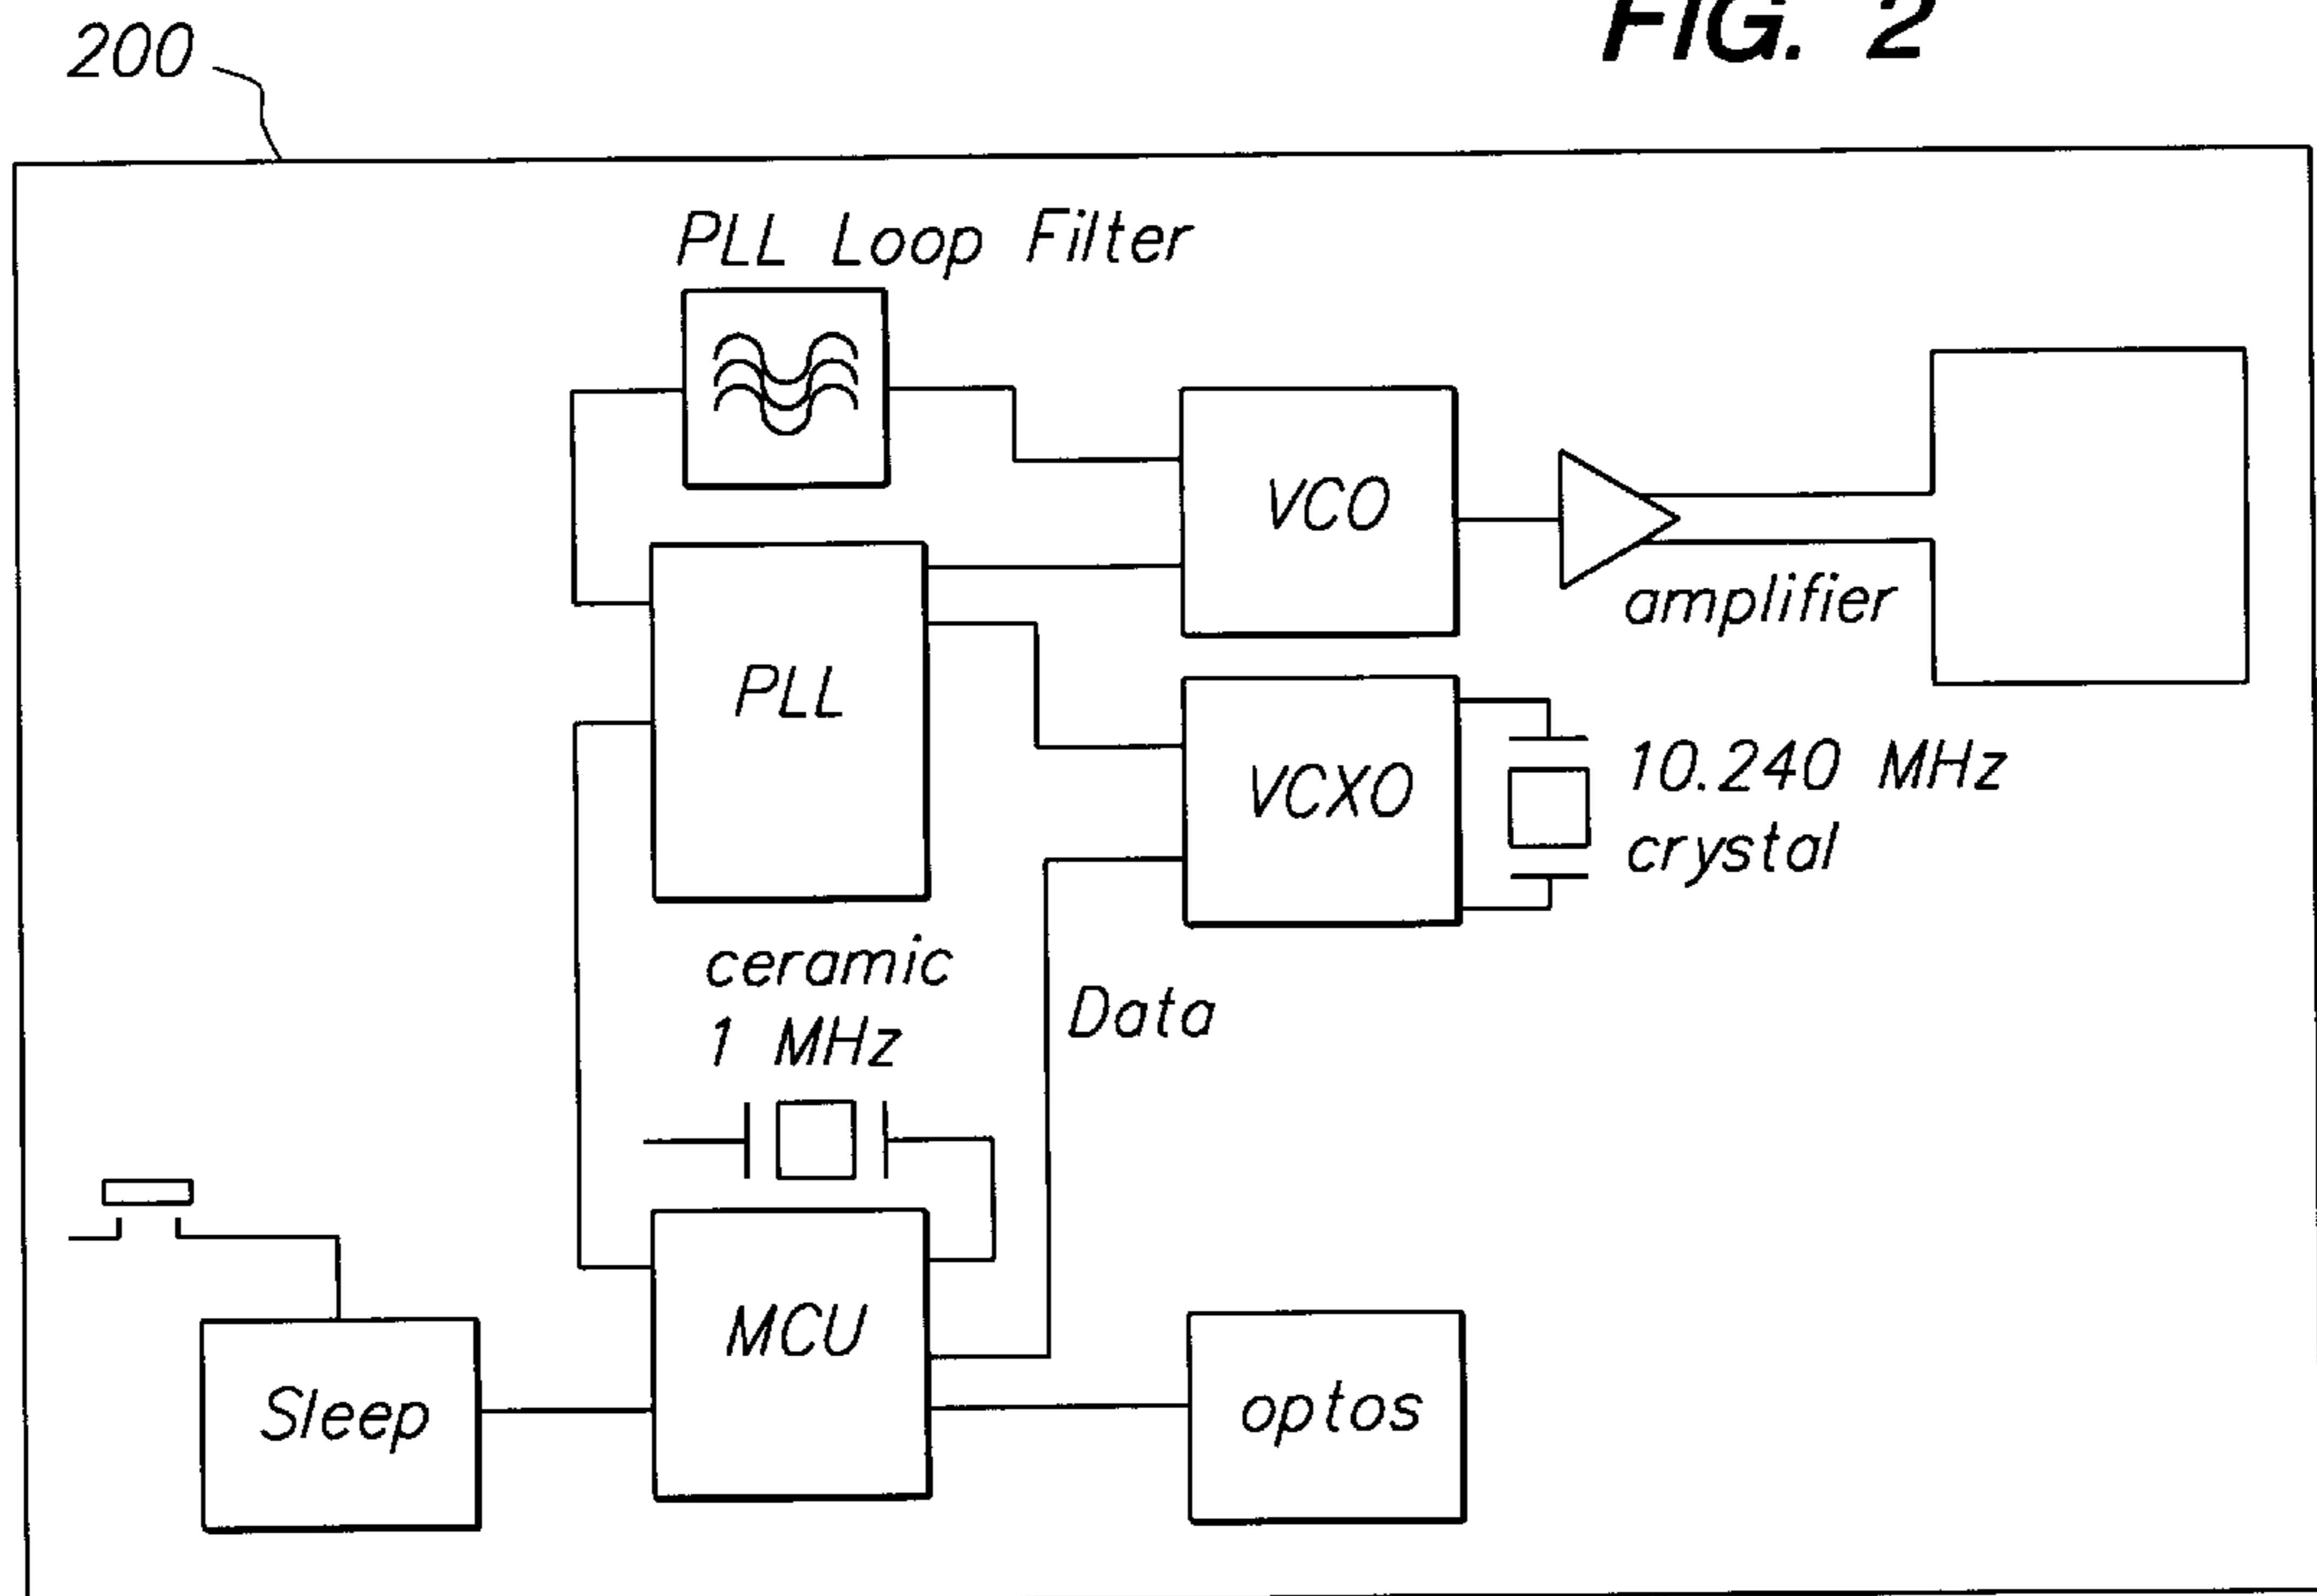 FIG. 2
200
PLL Loop Filter
VCO
amplifier
PLL
VCXO
10.240 MHz
crystal
ceramic
1 MHz
Data
MCU
Sleep
optos